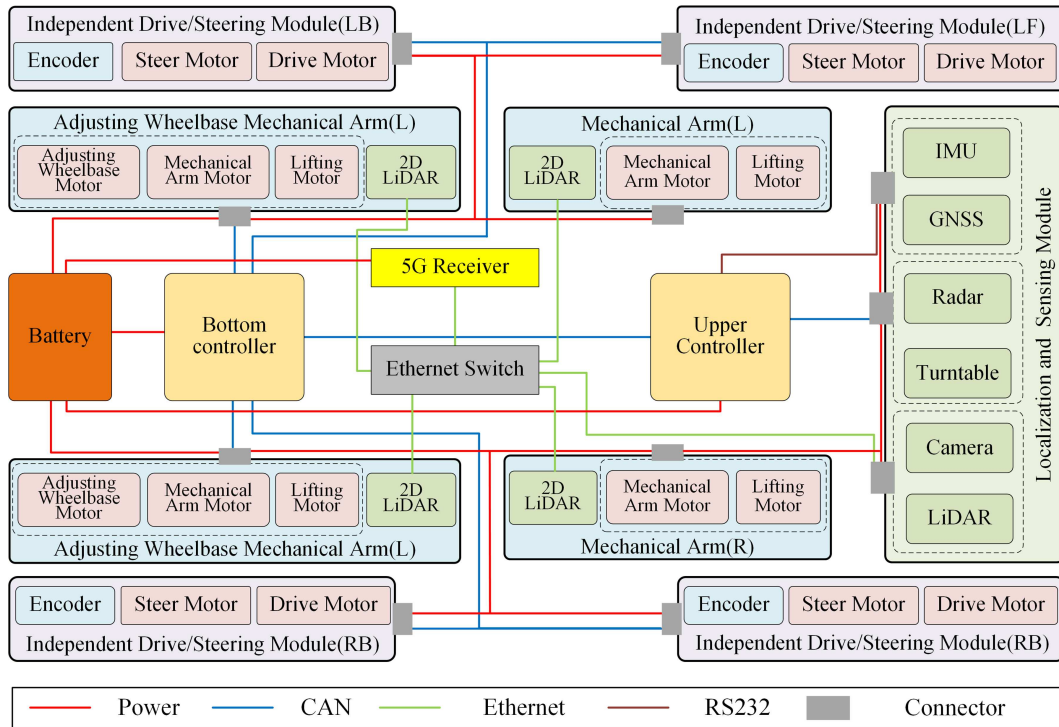 Independent Drive/Steering Module(LB)
Encoder
Steer Motor
Drive Motor
Independent Drive/Steering Module(LF)
Encoder
Steer Motor
Drive Motor
Adjusting Wheelbase Mechanical Arm(L)
Adjusting
Wheelbase
Motor
Mechanical
Arm Motor
Lifting
Motor
2D
LiDAR
Mechanical Arm(L)
2D
LiDAR
Mechanical
Arm Motor
Lifting
Motor
IMU
GNSS
Radar
Turntable
Camera
LiDAR
Localization and Sensing Module
5G Receiver
Battery
Bottom
controller
Ethernet Switch
Upper
Controller
Adjusting
Wheelbase
Motor
Mechanical
Arm Motor
Lifting
Motor
2D
LiDAR
Adjusting Wheelbase Mechanical Arm(L)
2D
LiDAR
Mechanical
Arm Motor
Lifting
Motor
Mechanical Arm(R)
Encoder
Steer Motor
Drive Motor
Independent Drive/Steering Module(RB)
Encoder
Steer Motor
Drive Motor
Independent Drive/Steering Module(RB)
Power
CAN
Ethernet
RS232
Connector